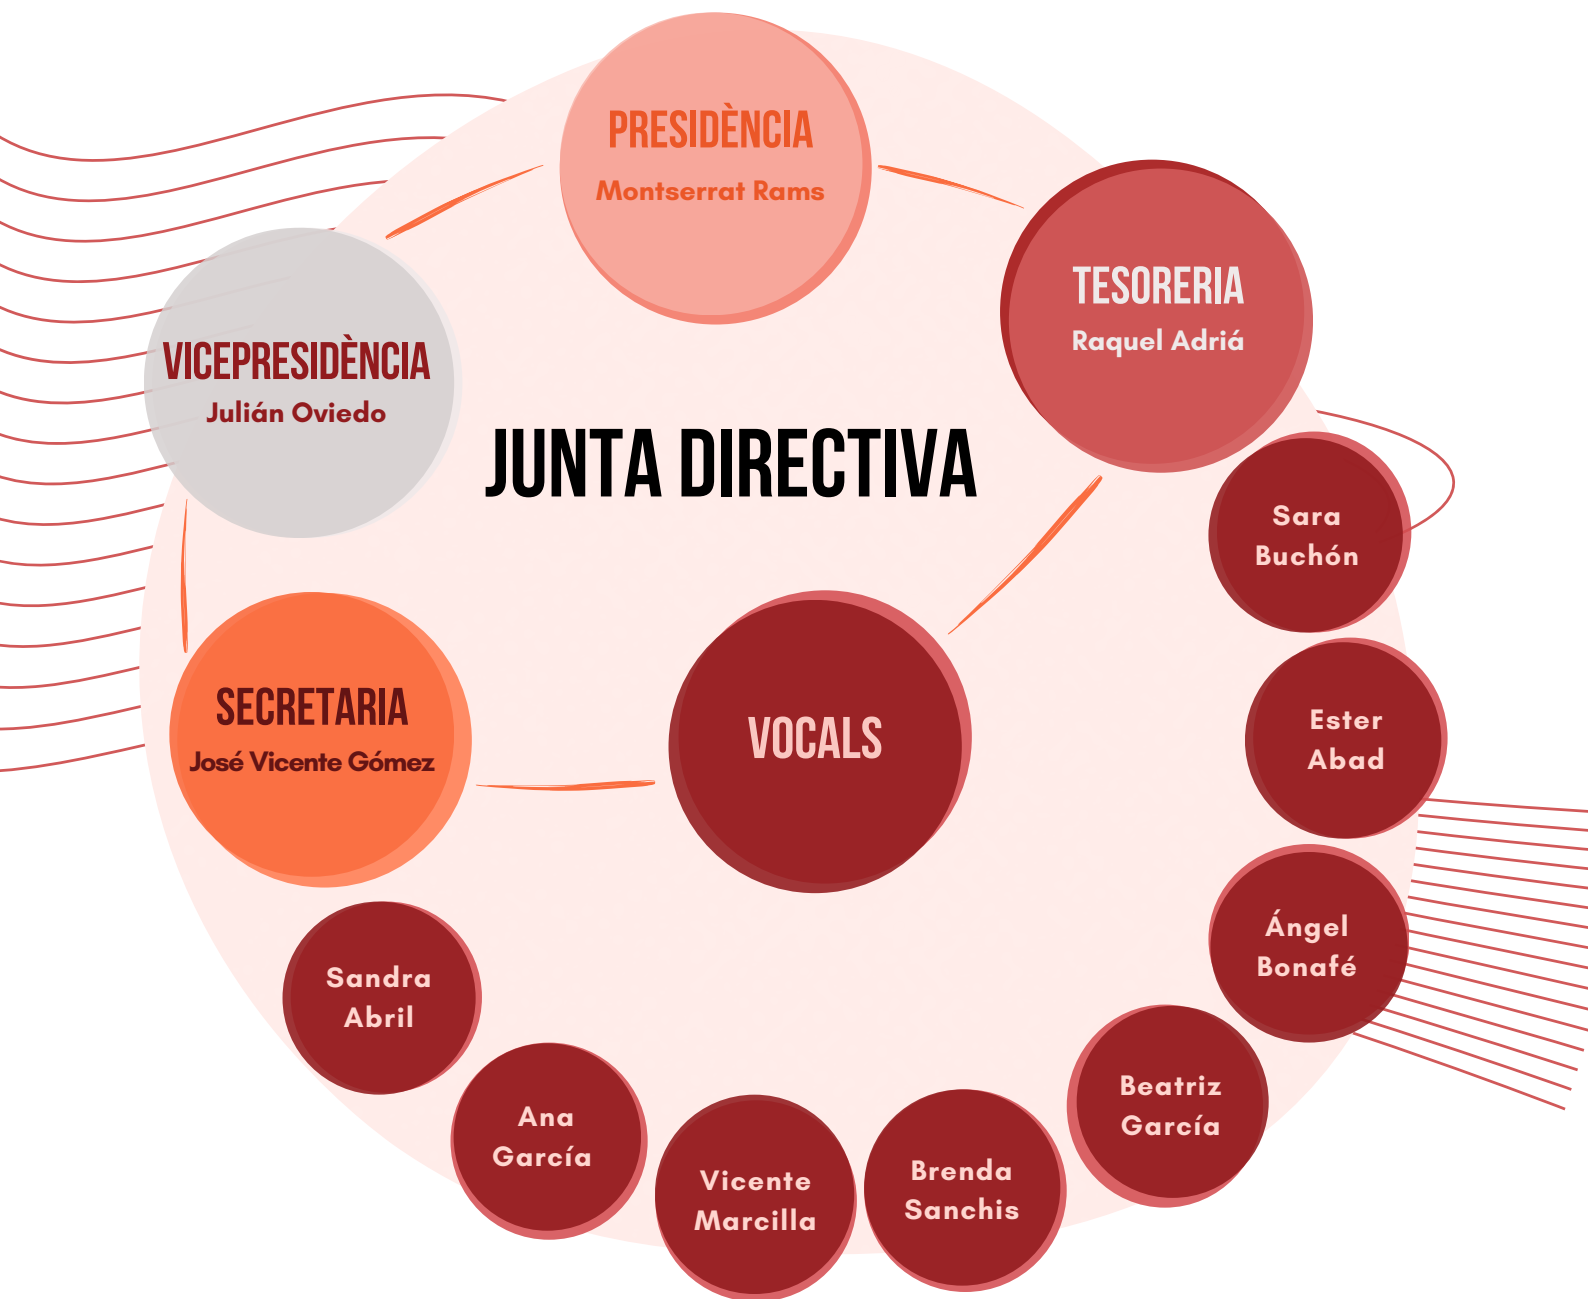 PRESIDÈNCIA
Montserrat Rams
TESORERIA
Raquel Adriá
VICEPRESIDÈNCIA
Julián Oviedo
JUNTA DIRECTIVA
SECRETARIA
José Vicente Gómez
VOCALS
Sara
Buchón
Ester
Abad
Ángel
Bonafé
Beatriz
García
Brenda
Sanchis
Vicente
Marcilla
Ana
García
Sandra
Abril